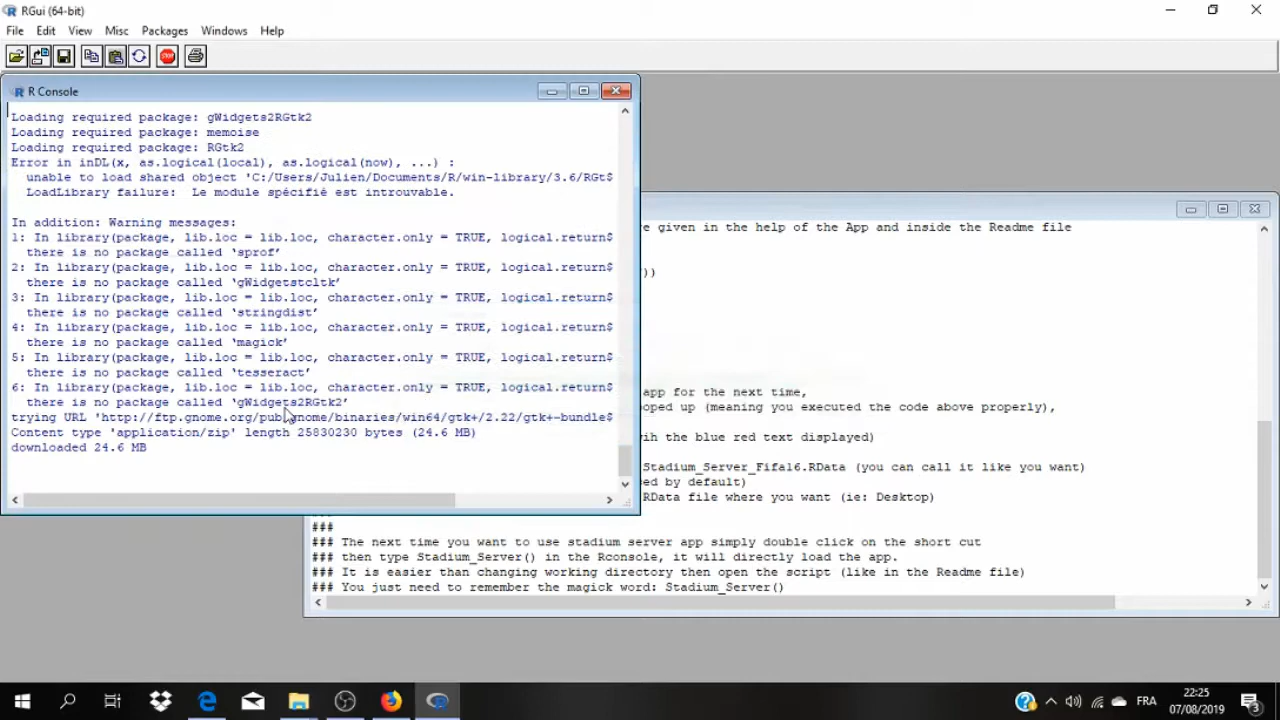 RGui (64-bit)
File Edit View Misc Packages Windows Help
R Console
Loading required package: gWidgets2RGtk2
Loading required package: memoise
Loading required package: RGtk2
Error in inDL(x, as.logical(local), as.logical(now), ...) :
unable to load shared object 'C:/Users/Julien/Documents/R/win-library/3.6/RGt$
LoadLibrary failure: Le module spécifié est introuvable.
In addition: Warning messages:
1: In library(package, lib.loc = lib.loc, character.only = TRUE, logical.return$
there is no package called ‘sprof’
2: In library(package, lib.loc = lib.loc, character.only = TRUE, logical.return$
there is no package called ‘gWidgetstcltk’
3: In library(package, lib.loc = lib.loc, character.only = TRUE, logical.return$
there is no package called ‘stringdist’
4: In library(package, lib.loc = lib.loc, character.only = TRUE, logical.return$
there is no package called ‘magick’
5: In library(package, lib.loc = lib.loc, character.only = TRUE, logical.return$
there is no package called ‘tesseract’
6: In library(package, lib.loc = lib.loc, character.only = TRUE, logical.return$
there is no package called ‘gWidgets2RGtk2’
trying URL 'http://ftp.gnome.org/pub/gnome/binaries/win64/gtk+/2.22/gtk+-bundle$
Content type 'application/zip' length 25830230 bytes (24.6 MB)
downloaded 24.6 MB
e given in the help of the App and inside the Readme file
))
app for the next time,
oped up (meaning you executed the code above properly),
ih the blue red text displayed)
Stadium_Server_Fifa16.RData (you can call it like you want)
ed by default)
RData file where you want (ie: Desktop)
###
###
### The next time you want to use stadium server app simply double click on the short cut
### then type Stadium_Server() in the Rconsole, it will directly load the app.
### It is easier than changing working directory then open the script (like in the Readme file)
### You just need to remember the magick word: Stadium_Server()
FRA
22:25
07/08/2019
3